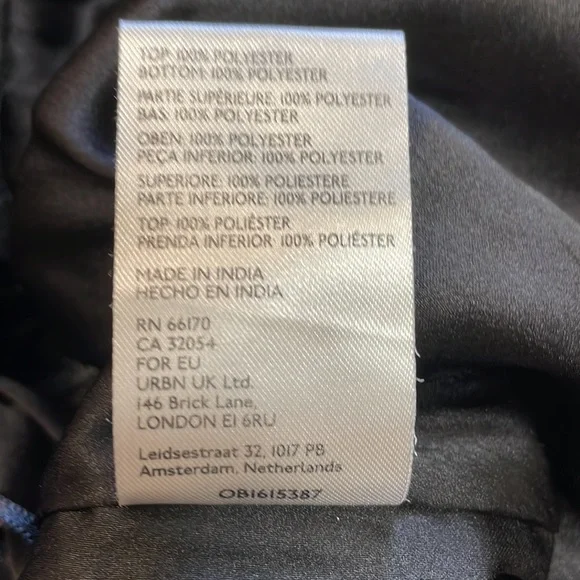 TOP: 100% POLYESTER
BOTTOM: 100% POLYESTER
PARTIE SUPÉRIEURE: 100% POLYESTER
BAS: 100% POLYESTER
OBEN: 100% POLYESTER
PEÇA INFERIOR: 100% POLYESTER
SUPERIORE: 100% POLIESTERE
PARTE INFERIORE: 100% POLIESTERE
TOP: 100% POLIÉSTER
PRENDA INFERIOR: 100% POLIÉSTER
MADE IN INDIA
HECHO EN INDIA
RN 66170
CA 32054
FOR EU
URBN UK Ltd.
146 Brick Lane,
LONDON E1 6RU
Leidsestraat 32, 1017 PB
Amsterdam, Netherlands
OB1615387